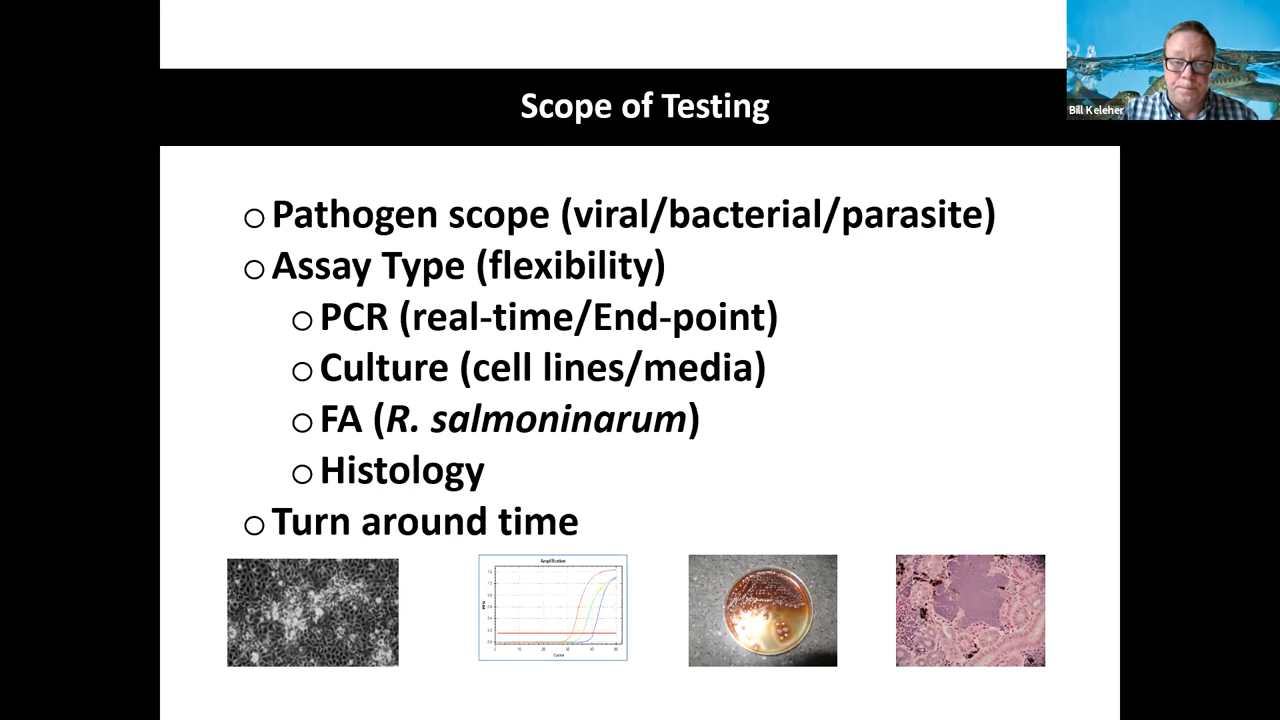 Scope of Testing
Bill Keleher
Pathogen scope (viral/bacterial/parasite)
Assay Type (flexibility)
PCR (real-time/End-point)
Culture (cell lines/media)
FA (R. salmoninarum)
Histology
Turn around time
Amplification